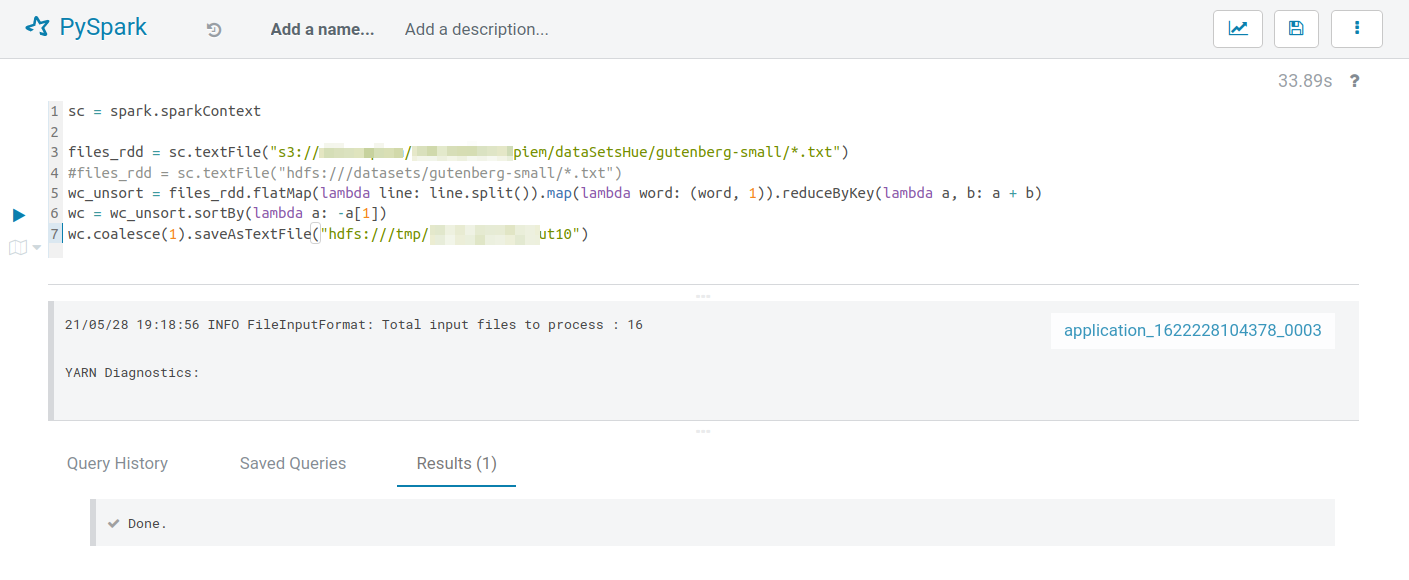 PySpark Add a name... Add a description...
33.89s ?
1 sc = spark.sparkContext
2
3 files_rdd = sc.textFile("s3:// / piem/dataSetsHue/gutenberg-small/*.txt")
4 #files_rdd = sc.textFile("hdfs:///datasets/gutenberg-small/*.txt")
5 wc_unsort = files_rdd.flatMap(lambda line: line.split()).map(lambda word: (word, 1)).reduceByKey(lambda a, b: a + b)
6 wc = wc_unsort.sortBy(lambda a: -a[1])
7 wc.coalesce(1).saveAsTextFile("hdfs:///tmp/ ut10")
21/05/28 19:18:56 INFO FileInputFormat: Total input files to process : 16
application_1622228104378_0003
YARN Diagnostics:
Query History Saved Queries Results (1)
Done.